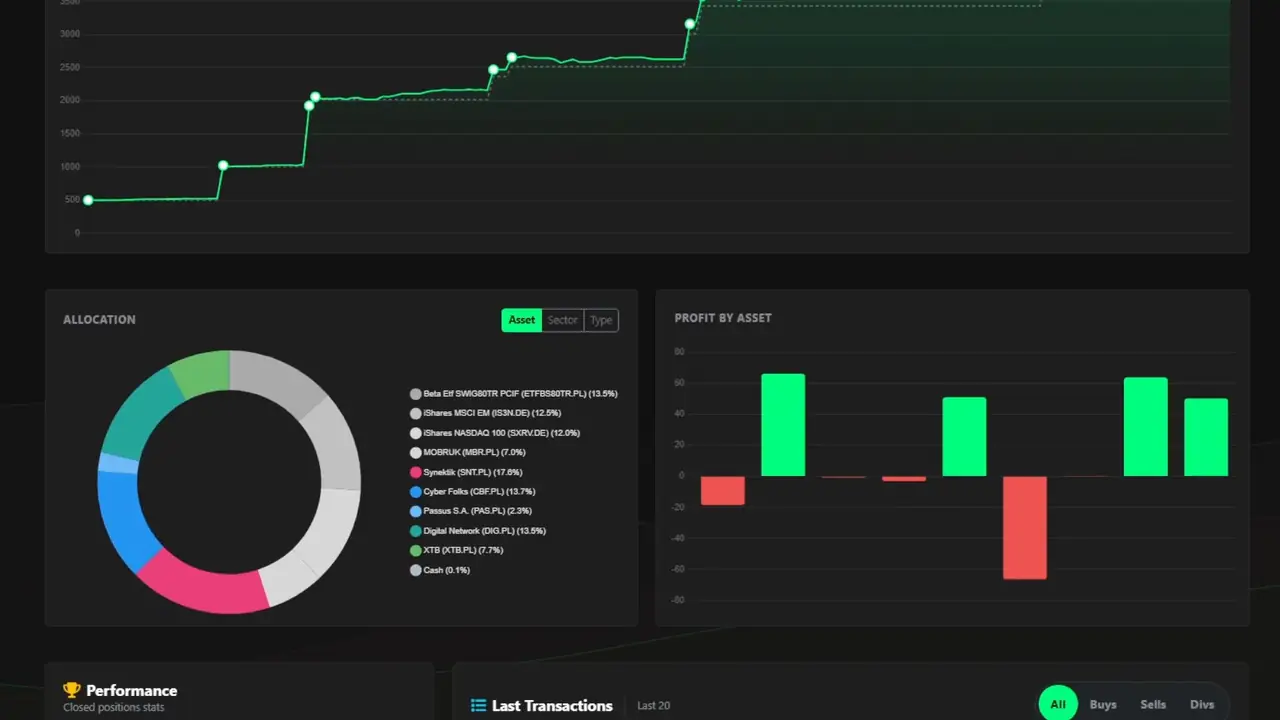 3500
3000
2500
2000
1500
1000
500
0
ALLOCATION
Asset Sector Type
Beta Etf SWIG80TR PCIF (ETFBS80TR.PL) (13.5%)
iShares MSCI EM (IS3N.DE) (12.5%)
iShares NASDAQ 100 (SXRV.DE) (12.0%)
MOBRUK (MBR.PL) (7.0%)
Synektik (SNT.PL) (17.6%)
Cyber Folks (CBF.PL) (13.7%)
Passus S.A. (PAS.PL) (2.3%)
Digital Network (DIG.PL) (13.5%)
XTB (XTB.PL) (7.7%)
Cash (0.1%)
PROFIT BY ASSET
80
60
40
20
0
-20
-40
-60
-80
Performance
Closed positions stats
Last Transactions Last 20
All Buys Sells Divs